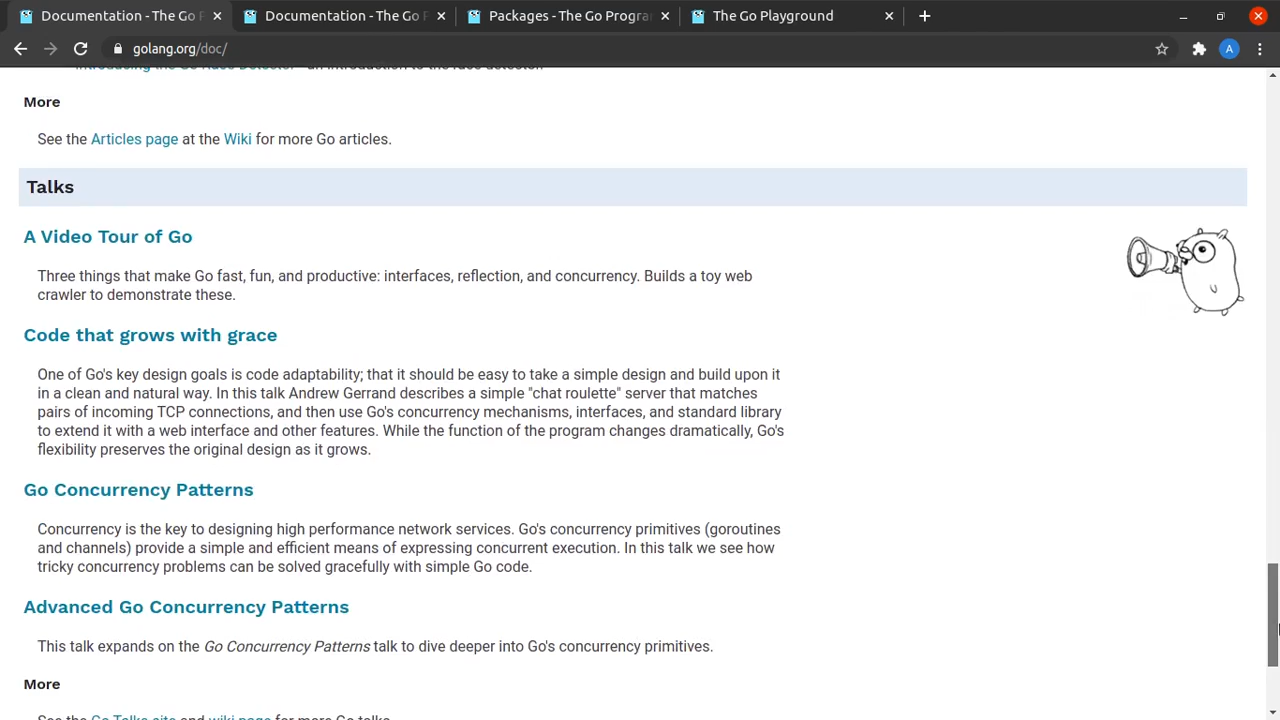 Documentation - The Go P
Documentation - The Go P
Packages - The Go Progra
The Go Playground
golang.org/doc/
A
Introducing the Go Race Detector - an introduction to the race detector.
More
See the Articles page at the Wiki for more Go articles.
Talks
A Video Tour of Go
Three things that make Go fast, fun, and productive: interfaces, reflection, and concurrency. Builds a toy web
crawler to demonstrate these.
Code that grows with grace
One of Go's key design goals is code adaptability; that it should be easy to take a simple design and build upon it
in a clean and natural way. In this talk Andrew Gerrand describes a simple "chat roulette" server that matches
pairs of incoming TCP connections, and then use Go's concurrency mechanisms, interfaces, and standard library
to extend it with a web interface and other features. While the function of the program changes dramatically, Go's
flexibility preserves the original design as it grows.
Go Concurrency Patterns
Concurrency is the key to designing high performance network services. Go's concurrency primitives (goroutines
and channels) provide a simple and efficient means of expressing concurrent execution. In this talk we see how
tricky concurrency problems can be solved gracefully with simple Go code.
Advanced Go Concurrency Patterns
This talk expands on the Go Concurrency Patterns talk to dive deeper into Go's concurrency primitives.
More
See the Go Talks site and wiki page for more Go talks.